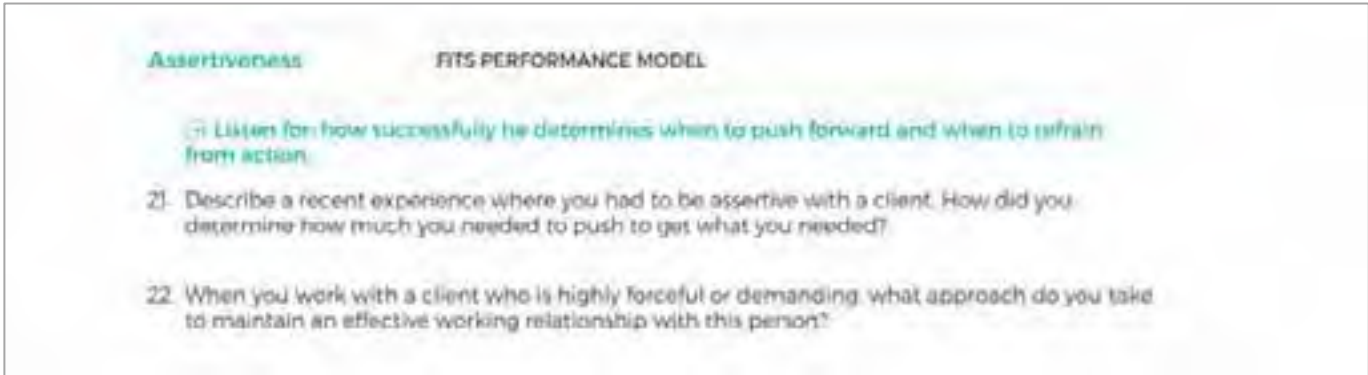 Assertiveness FITS PERFORMANCE MODEL
Listen for: how successfully he determines when to push forward and when to refrain
from action.
21. Describe a recent experience where you had to be assertive with a client. How did you
determine how much you needed to push to get what you needed?
22. When you work with a client who is highly forceful or demanding, what approach do you take
to maintain an effective working relationship with this person?